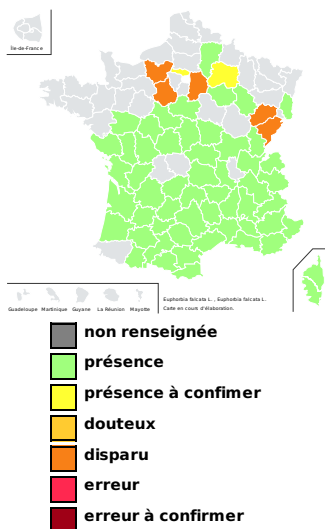 Île-de-France
Guadeloupe Martinique Guyane La Réunion Mayotte
Euphorbia falcata L., Euphorbia falcata L.
Carte en cours d'élaboration.
non renseignée
présence
présence à confimer
douteux
disparu
erreur
erreur à confirmer